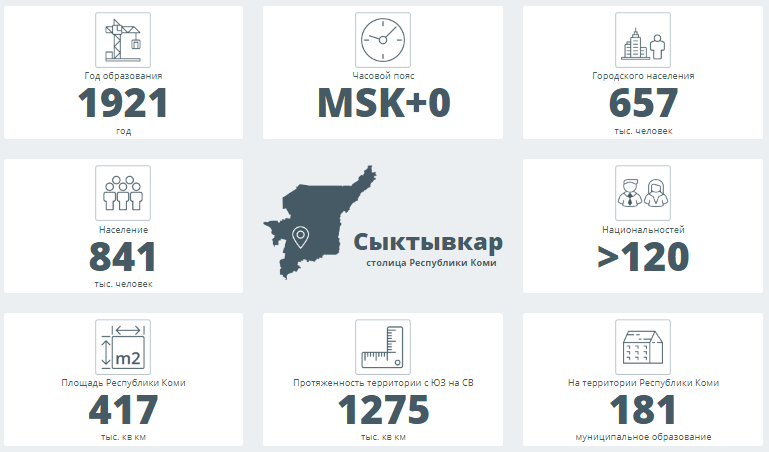 Год образования
1921
год
Часовой пояс
MSK+0
Городского населения
657
тыс. человек
Население
841
тыс. человек
Сыктывкар
столица Республики Коми
Национальностей
>120
m2
Площадь Республики Коми
417
тыс. кв км
Протяженность территории с ЮЗ на СВ
1275
тыс. кв км
На территории Республики Коми
181
муниципальное образование